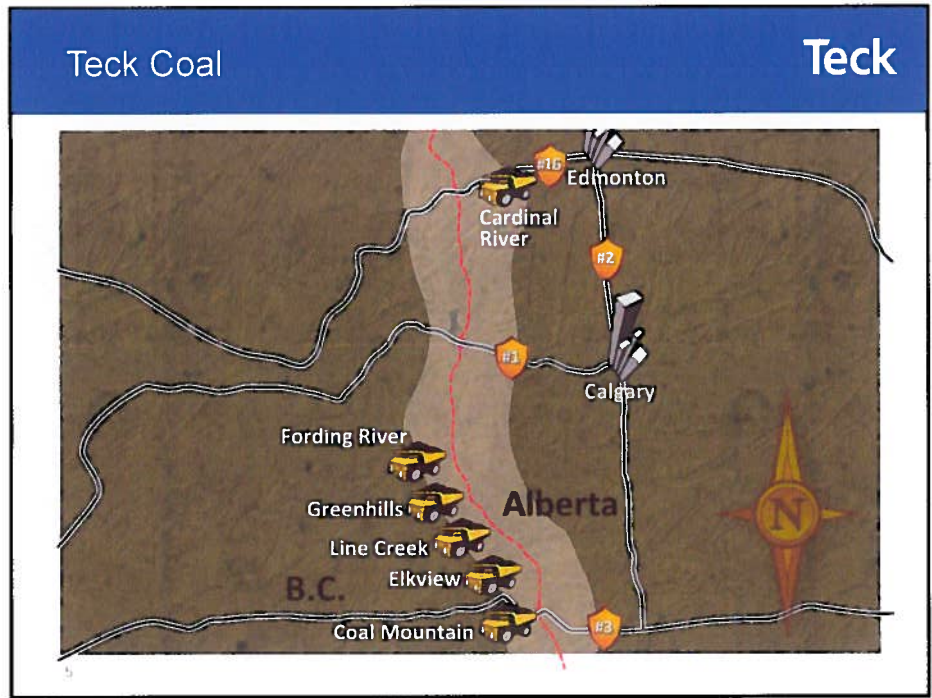 Teck Coal
Teck
#16
Edmonton
Cardinal
River
#2
#1
Calgary
Fording River
Greenhills
Alberta
Line Creek
Elkview
B.C.
Coal Mountain
#3
N
5